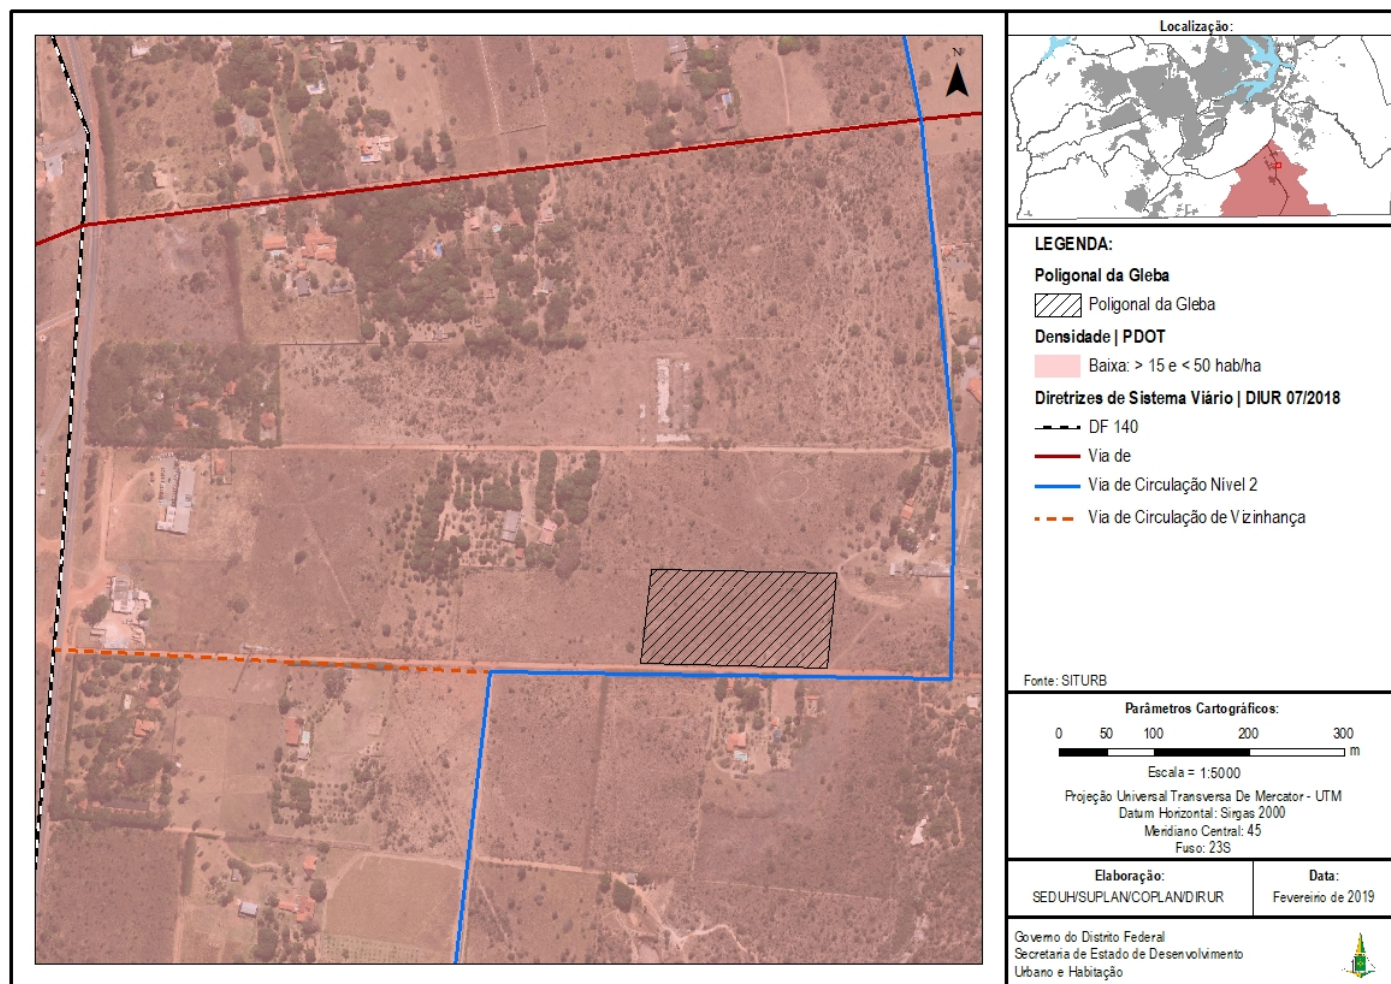 N
Localização:
LEGENDA:
Poligonal da Gleba
Poligonal da Gleba
Densidade | PDOT
Baixa: > 15 e < 50 hab/ha
Diretrizes de Sistema Viário | DIUR 07/2018
DF 140
Via de
Via de Circulação Nível 2
Via de Circulação de Vizinhança
Fonte: SITURB
Parâmetros Cartográficos:
0 50 100 200 300
m
Escala = 1:5000
Projeção Universal Transversa De Mercator - UTM
Datum Horizontal: Sirgas 2000
Meridiano Central: 45
Fuso: 23S
Elaboração:
SEDUH/SUPLAN/COPLAN/DIRUR
Data:
Fevereirio de 2019
Governo do Distrito Federal
Secretaria de Estado de Desenvolvimento
Urbano e Habitação